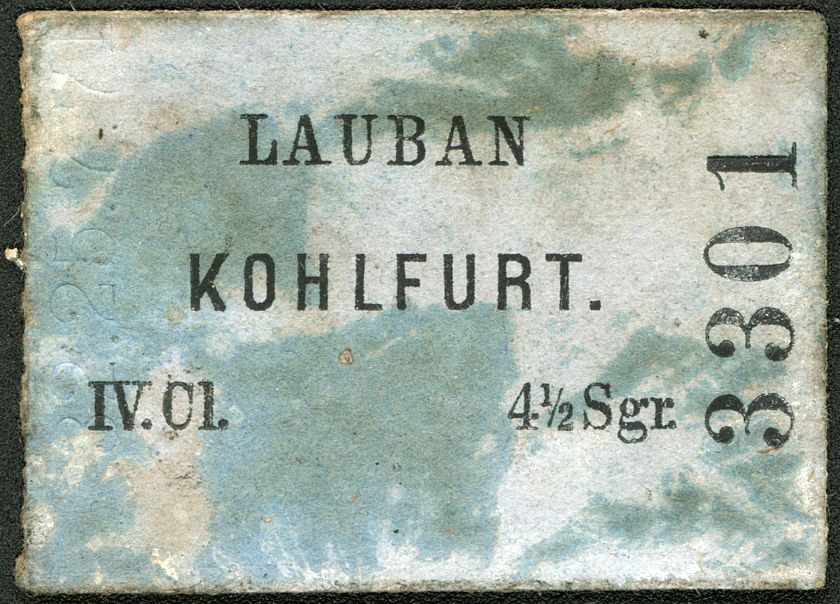 LAUBAN
KOHLFURT.
IV. Cl.
4½ Sgr.
3301